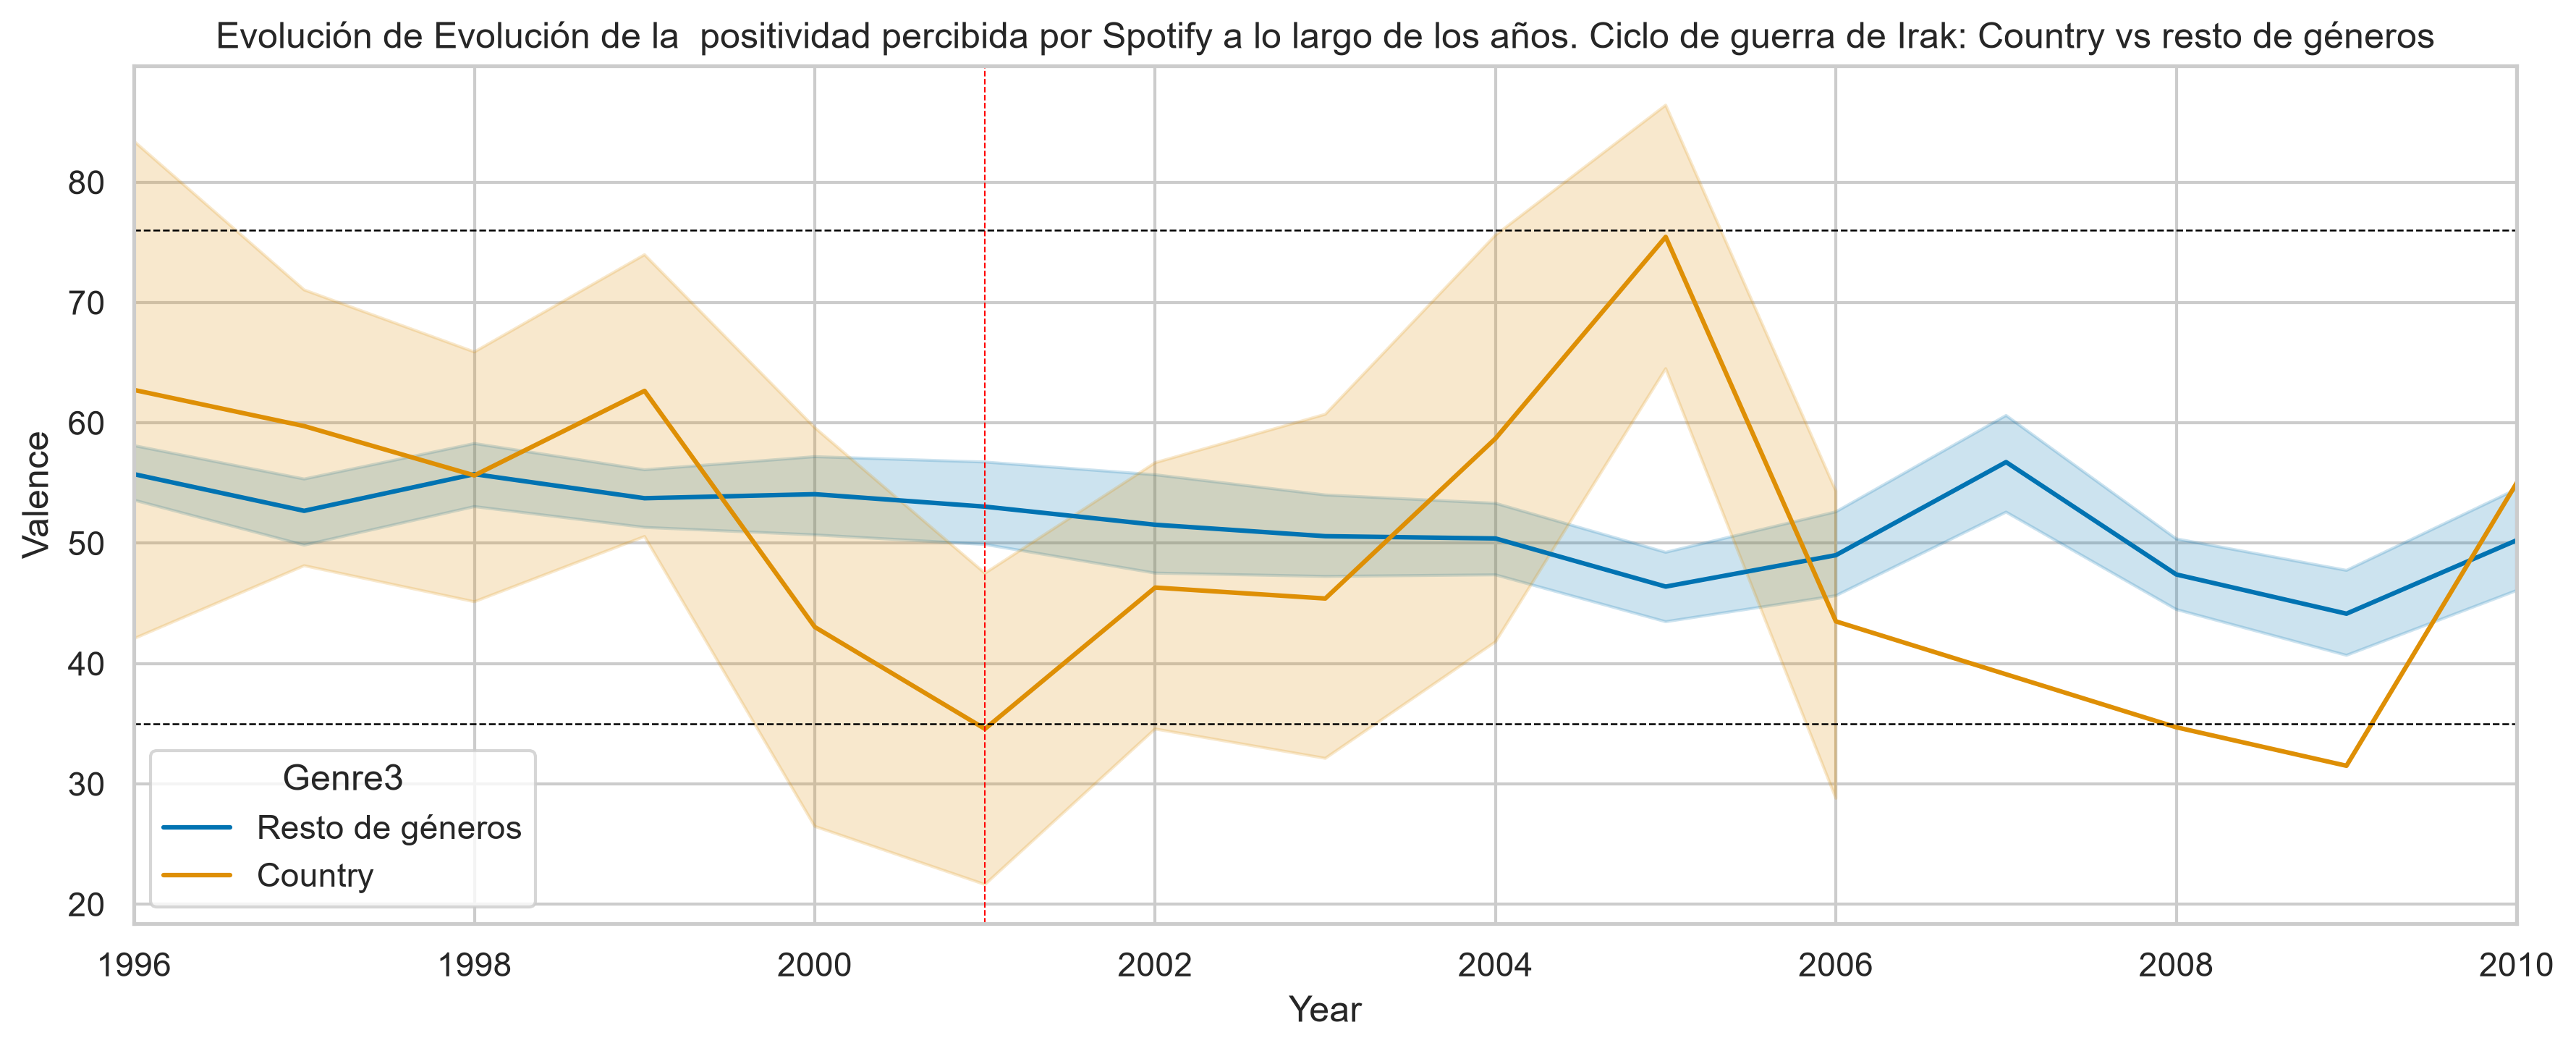 Evolución de Evolución de la  positividad percibida por Spotify a lo largo de los años. Ciclo de guerra de Irak: Country vs resto de géneros
Valence
80
70
60
50
40
30
20
Genre3
Resto de géneros
Country
1996
1998
2000
2002
2004
2006
2008
2010
Year